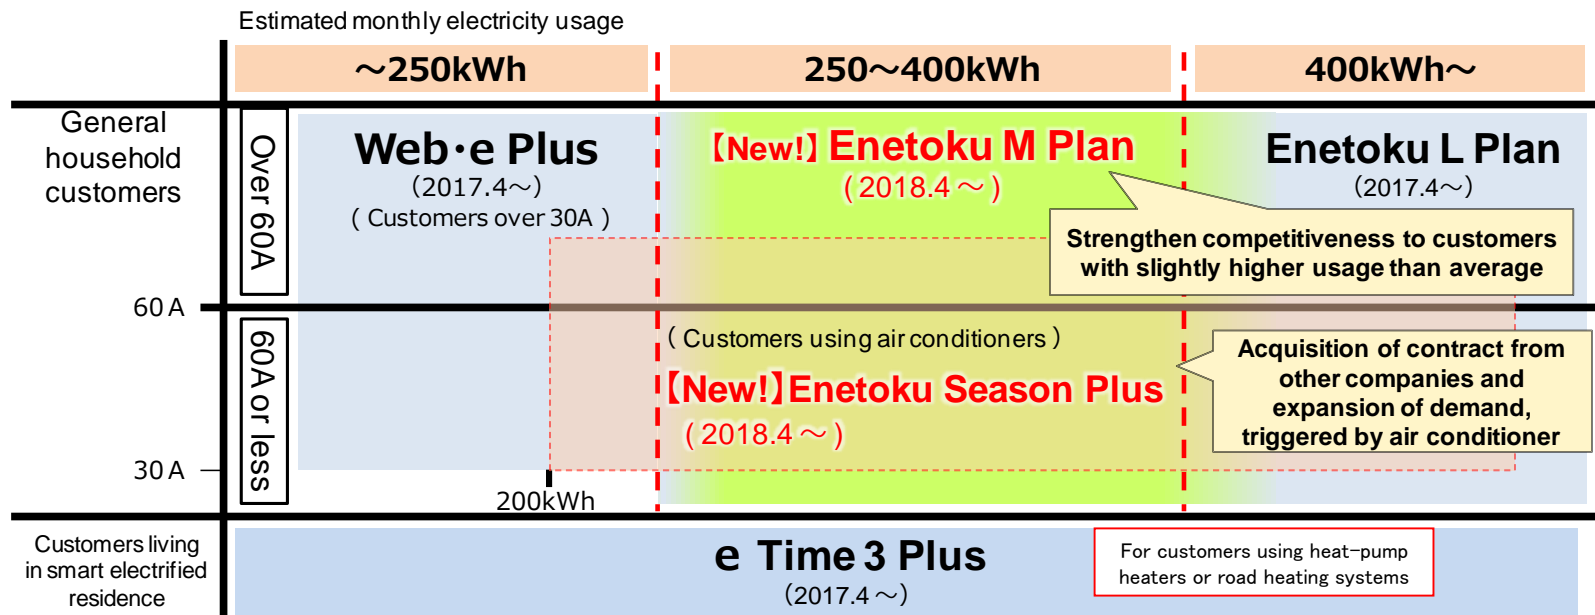 Estimated monthly electricity usage
～250kWh
250～400kWh
400kWh～
General
household
customers
Over 60A
Web・e Plus
（2017.4～）
( Customers over 30A )
【New!】Enetoku M Plan
( 2018.4～)
Enetoku L Plan
（2017.4～）
Strengthen competitiveness to customers
with slightly higher usage than average
60A
60A or less
( Customers using air conditioners )
【New!】Enetoku Season Plus
( 2018.4～)
Acquisition of contract from
other companies and
expansion of demand,
triggered by air conditioner
30A
200kWh
Customers living
in smart electrified
residence
e Time 3 Plus
（2017.4～）
For customers using heat-pump
heaters or road heating systems